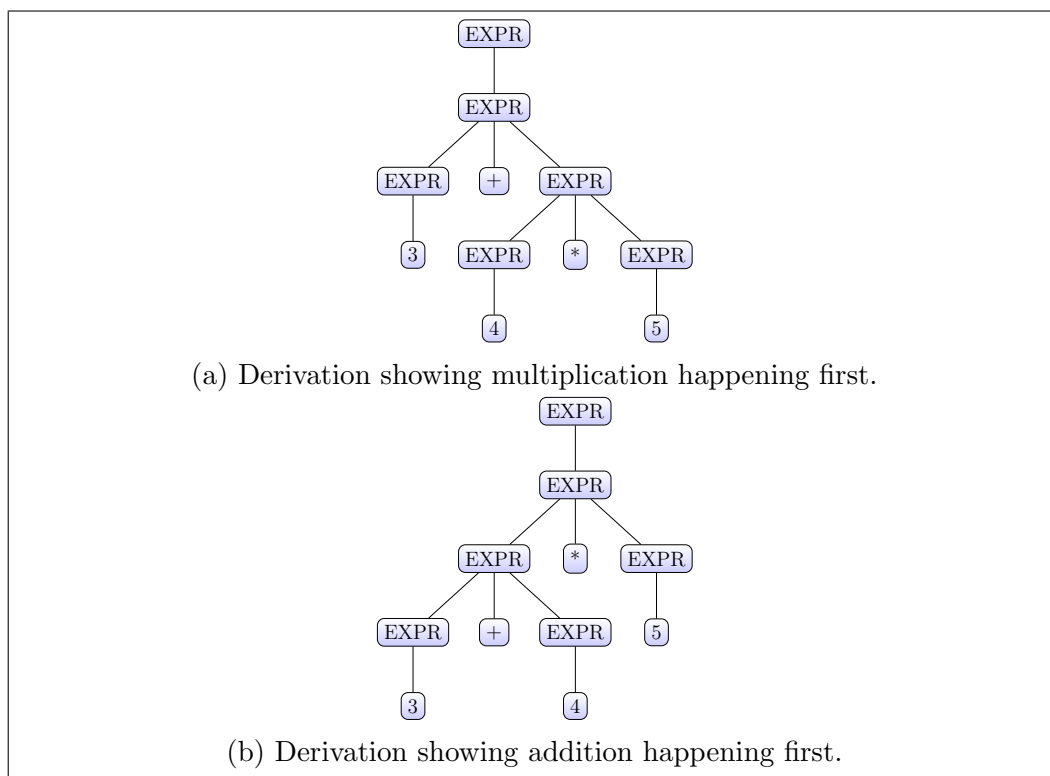 EXPR
EXPR
EXPR + EXPR
3 EXPR * EXPR
4 5
(a) Derivation showing multiplication happening first.
EXPR
EXPR
EXPR * EXPR
EXPR + EXPR 5
3 4
(b) Derivation showing addition happening first.